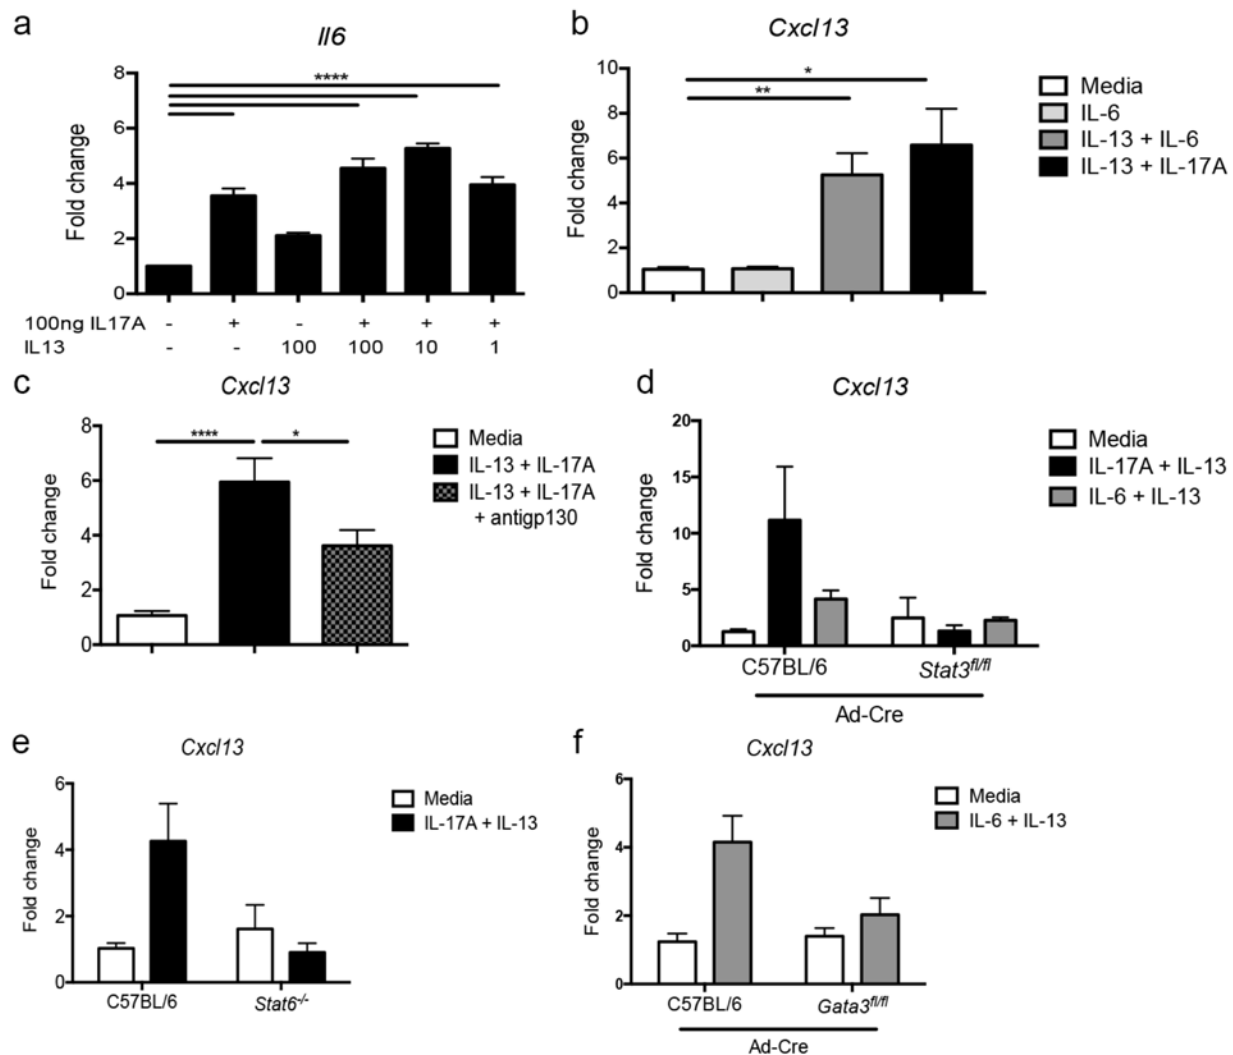 a
Il6
Fold change
8
6
4
2
0
****
100ng IL17A - + - + + +
IL13 - - 100 100 10 1
b
Cxcl13
Fold change
10
8
6
4
2
0
*
**
Media
IL-6
IL-13 + IL-6
IL-13 + IL-17A
c
Cxcl13
Fold change
8
6
4
2
0
****
*
Media
IL-13 + IL-17A
IL-13 + IL-17A
+ antigp130
d
Cxcl13
Fold change
20
15
10
5
0
Media
IL-17A + IL-13
IL-6 + IL-13
C57BL/6 Stat3fl/fl
Ad-Cre
e
Cxcl13
Fold change
6
4
2
0
Media
IL-17A + IL-13
C57BL/6 Stat6-/-
f
Cxcl13
Fold change
6
4
2
0
Media
IL-6 + IL-13
C57BL/6 Gata3fl/fl
Ad-Cre